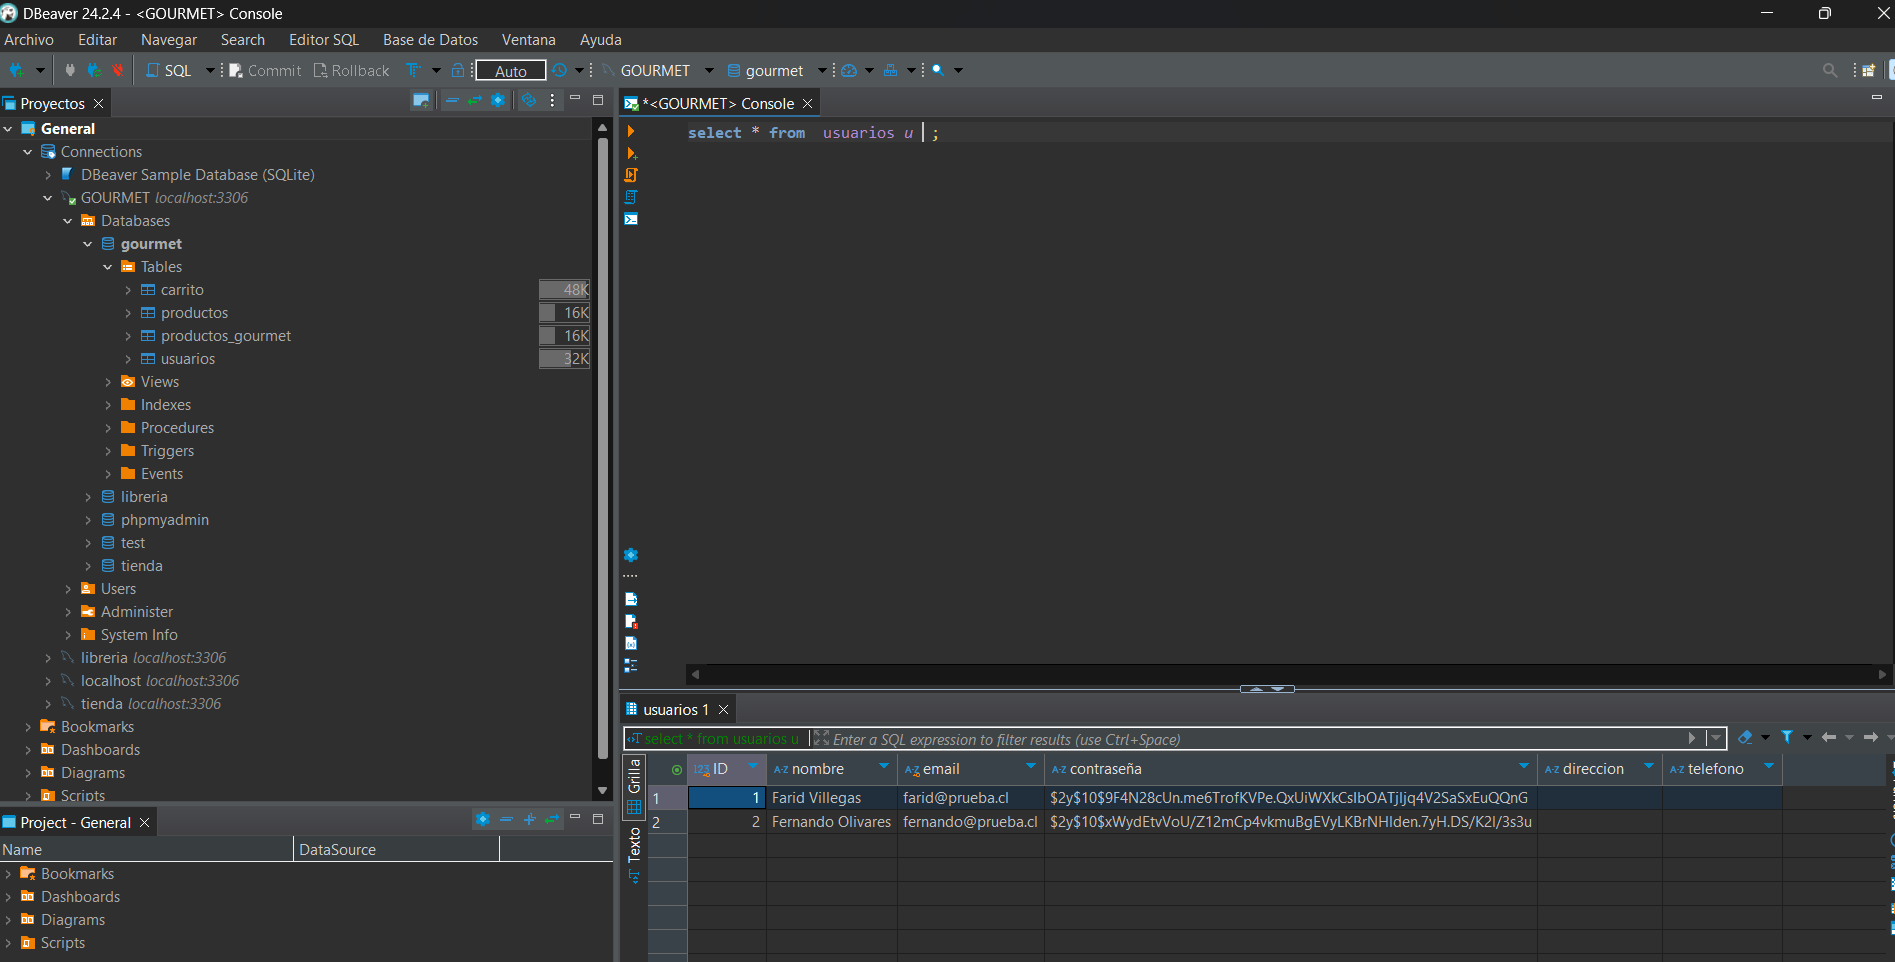 DBeaver 24.2.4 - <GOURMET> Console
Archivo Editar Navegar Search Editor SQL Base de Datos Ventana Ayuda
SQL Commit Rollback Auto GOURMET gourmet
Proyectos
General
Connections
DBeaver Sample Database (SQLite)
GOURMET localhost:3306
Databases
gourmet
Tables
carrito 48K
productos 16K
productos_gourmet 16K
usuarios 32K
Views
Indexes
Procedures
Triggers
Events
libreria
phpmyadmin
test
tienda
Users
Administer
System Info
libreria localhost:3306
localhost localhost:3306
tienda localhost:3306
Bookmarks
Dashboards
Diagrams
Scripts
Project - General
Name DataSource
Bookmarks
Dashboards
Diagrams
Scripts
*<GOURMET> Console
select * from usuarios u ;
usuarios 1
select * from usuarios u Enter a SQL expression to filter results (use Ctrl+Space)
Grilla
Texto
123 ID A-Z nombre A-Z email A-Z contraseña A-Z direccion A-Z telefono
1 1 Farid Villegas farid@prueba.cl $2y$10$9F4N28cUn.me6TrofKVPe.QxUiWXkCsIbOATjIjq4V2SaSxEuQQnG
2 2 Fernando Olivares fernando@prueba.cl $2y$10$xWydEtvVoU/Z12mCp4vkmuBgEVyLKBrNHIden.7yH.DS/K2I/3s3u